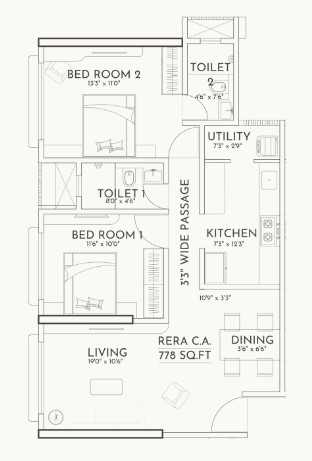 BED ROOM 2
13'3" x 11'0"
TOILET
2
4'6" x 7'6"
UTILITY
7'3" x 2'9"
TOILET 1
8'0" x 4'6"
3'3" WIDE PASSAGE
BED ROOM 1
11'6" x 10'0"
KITCHEN
7'3" x 12'3"
10'9" x 3'3"
LIVING
19'0" x 10'6"
RERA C.A.
778 SQ.FT
DINING
3'6" x 6'6"